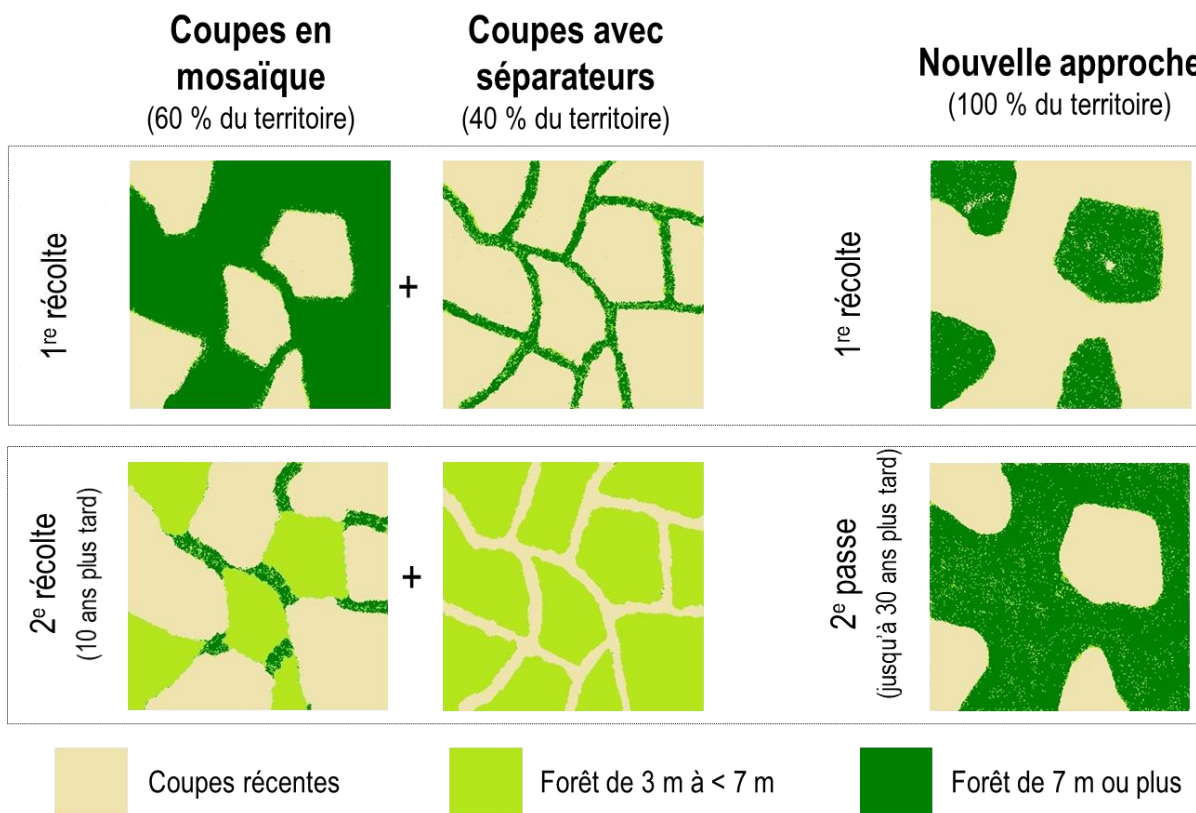 Coupes en
mosaïque
(60 % du territoire)
Coupes avec
séparateurs
(40 % du territoire)
Nouvelle approche
(100 % du territoire)
1re récolte
+
1re récolte
2e récolte
(10 ans plus tard)
+
2e passe
(jusqu'à 30 ans plus tard)
Coupes récentes
Forêt de 3 m à < 7 m
Forêt de 7 m ou plus